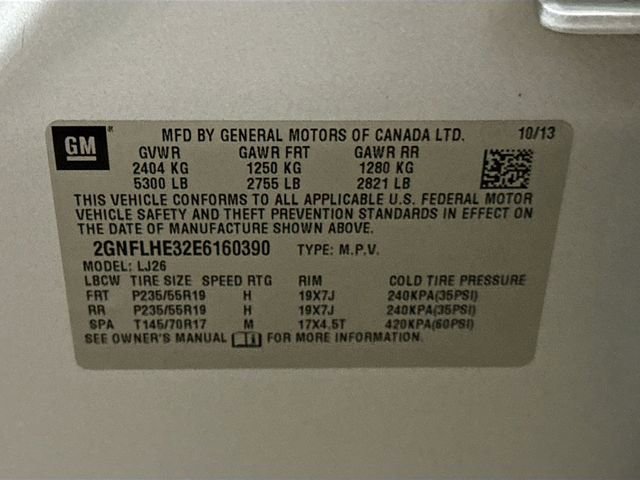 GM MFD BY GENERAL MOTORS OF CANADA LTD. 10/13
GVWR GAWR FRT GAWR RR
2404 KG 1250 KG 1280 KG
5300 LB 2755 LB 2821 LB
THIS VEHICLE CONFORMS TO ALL APPLICABLE U.S. FEDERAL MOTOR
VEHICLE SAFETY AND THEFT PREVENTION STANDARDS IN EFFECT ON
THE DATE OF MANUFACTURE SHOWN ABOVE.
2GNFLHE32E6160390 TYPE: M.P.V.
MODEL: LJ26
LBCW TIRE SIZE SPEED RTG RIM COLD TIRE PRESSURE
FRT P235/55R19 H 19X7J 240KPA(35PSI)
RR P235/55R19 H 19X7J 240KPA(35PSI)
SPA T145/70R17 M 17X4.5T 420KPA(60PSI)
SEE OWNER'S MANUAL FOR MORE INFORMATION.